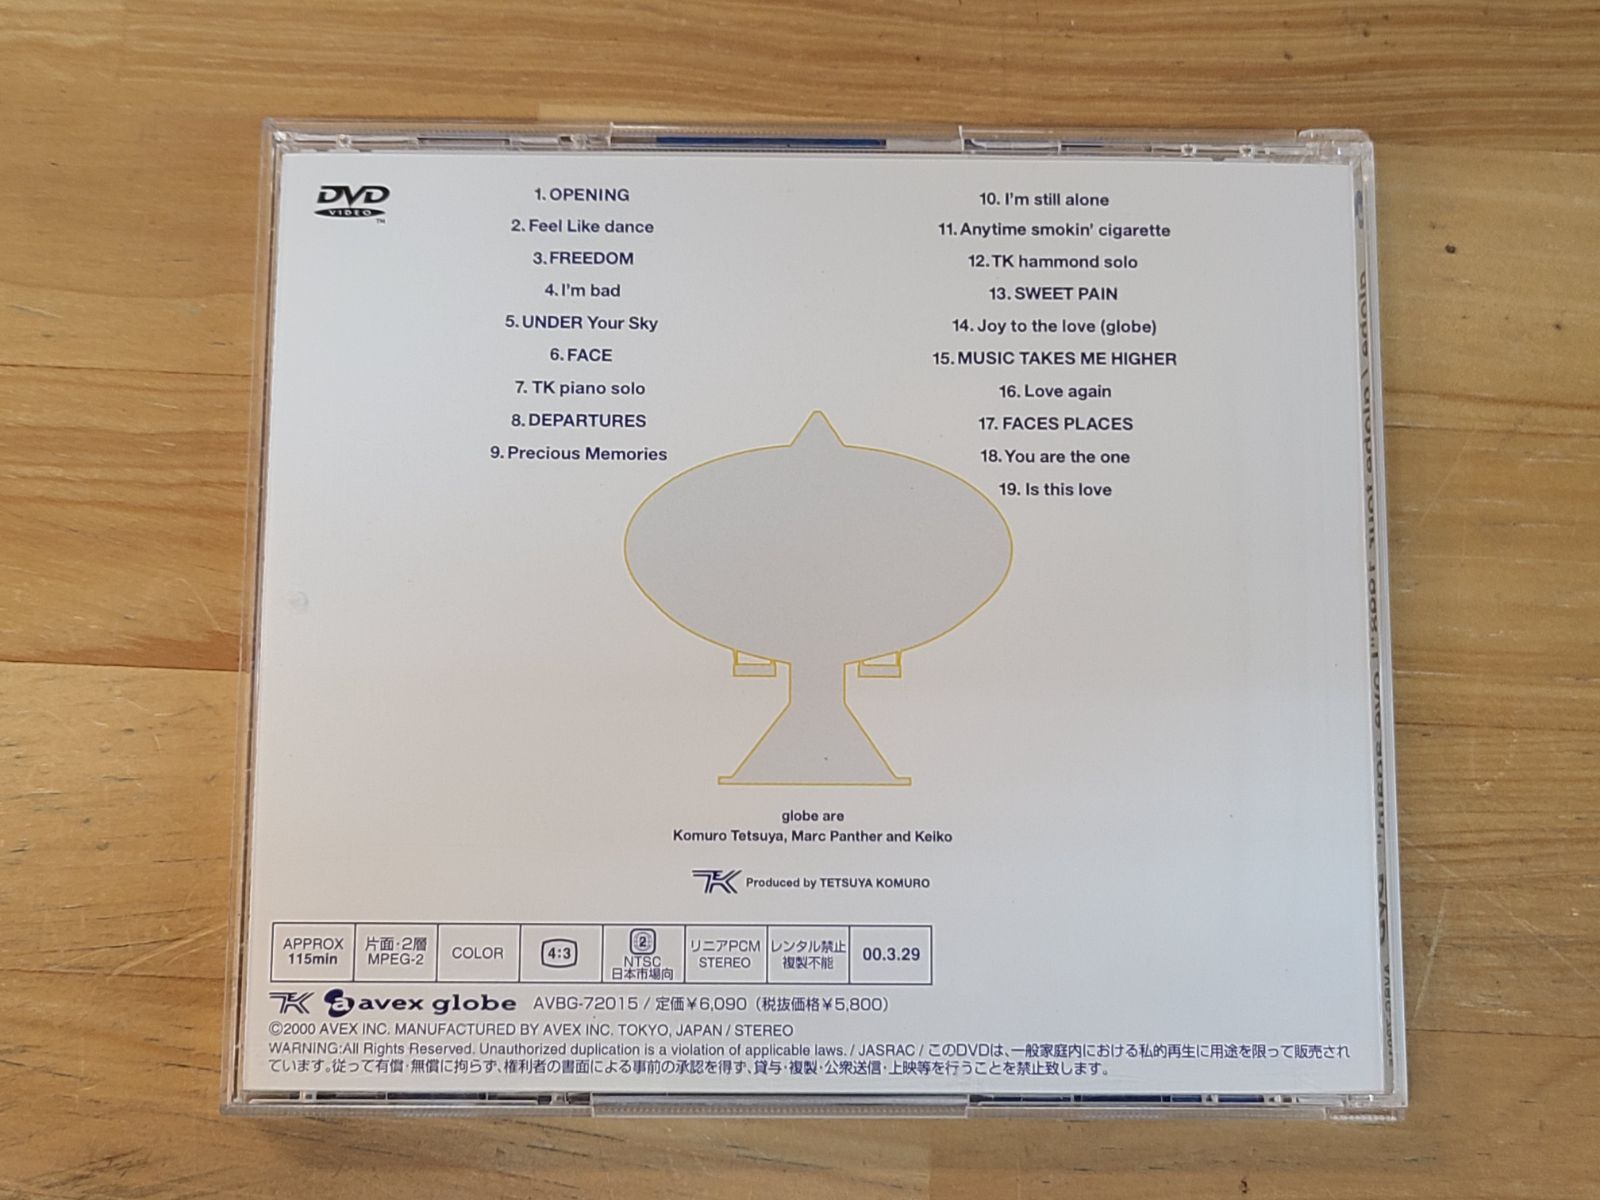 DVD
VIDEO
TM
1. OPENING
2. Feel Like dance
3. FREEDOM
4. I'm bad
5. UNDER Your Sky
6. FACE
7. TK piano solo
8. DEPARTURES
9. Precious Memories
10. I'm still alone
11. Anytime smokin' cigarette
12. TK hammond solo
13. SWEET PAIN
14. Joy to the love (globe)
15. MUSIC TAKES ME HIGHER
16. Love again
17. FACES PLACES
18. You are the one
19. Is this love
globe are
Komuro Tetsuya, Marc Panther and Keiko
TK Produced by TETSUYA KOMURO
APPROX
115min
片面・2層
MPEG-2
COLOR
4:3
2
NTSC
日本市場向
リニアPCM
STEREO
レンタル禁止
複製不能
00.3.29
TK avex globe AVBG-72015 / 定価¥6,090（税抜価格¥5,800）
©2000 AVEX INC. MANUFACTURED BY AVEX INC. TOKYO, JAPAN / STEREO
WARNING:All Rights Reserved. Unauthorized duplication is a violation of applicable laws. / JASRAC / このDVDは、一般家庭内における私的再生に用途を限って販売され
ています。従って有償・無償に拘らず、権利者の書面による事前の承認を得ず、貸与・複製・公衆送信・上映等を行うことを禁止致します。